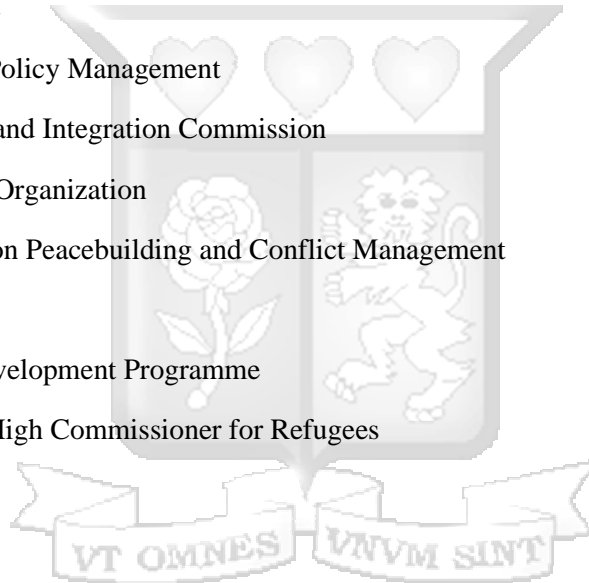 Policy Management
and Integration Commission
Organization
on Peacebuilding and Conflict Management
velopment Programme
High Commissioner for Refugees
VT OMNES VNVM SINT